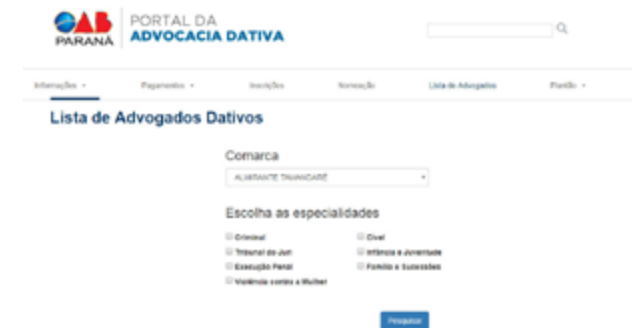 OAB
PARANÁ
PORTAL DA
ADVOCACIA DATIVA
Informações
Pagamentos
Inscrições
Nomeação
Lista de Advogados
Plantão
Lista de Advogados Dativos
Comarca
ALMIRANTE TAMANDARÉ
Escolha as especialidades
Criminal
Cível
Tribunal do Juri
Infância e Juventude
Execução Penal
Família e Sucessões
Violência contra a Mulher
Pesquisar